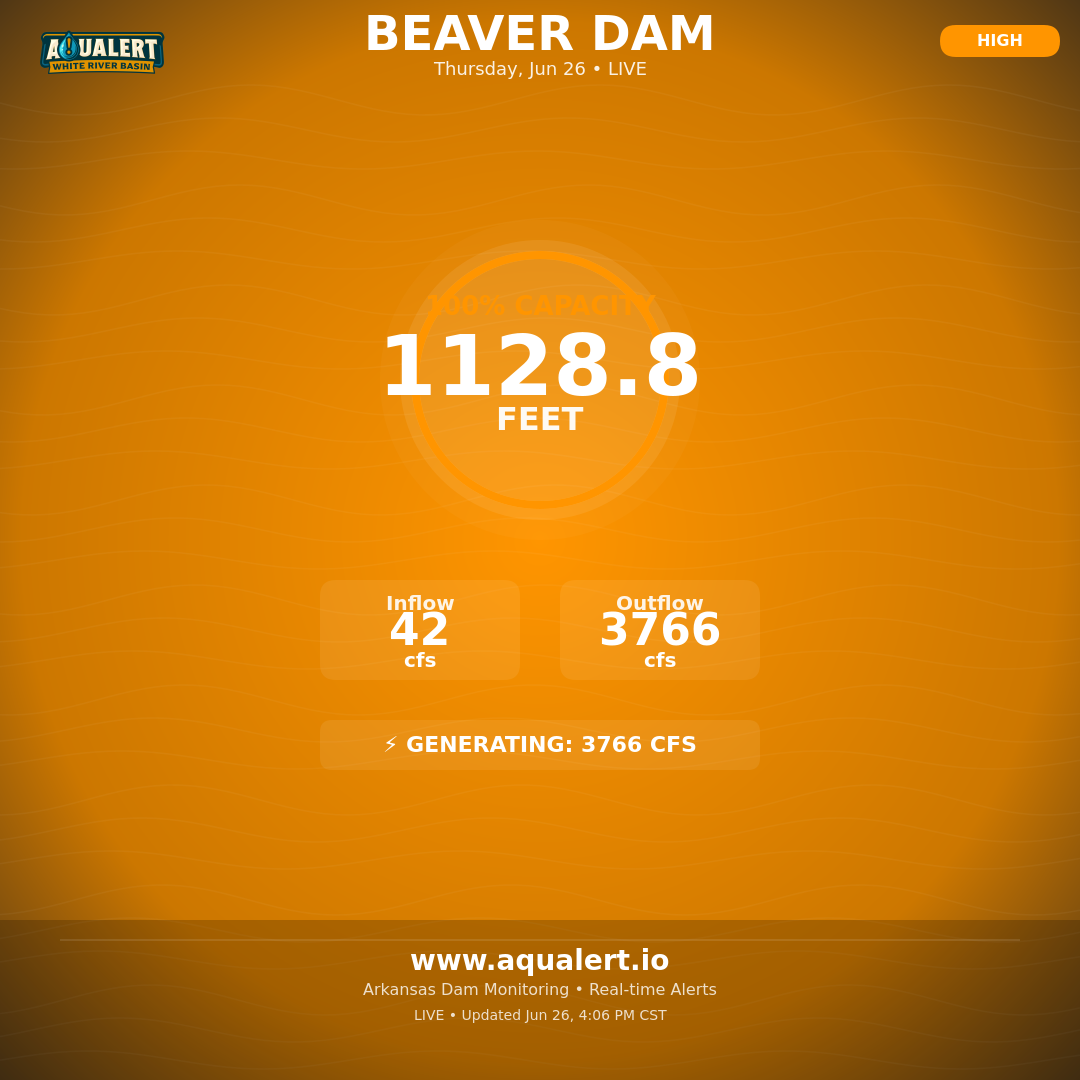 AQUALERT
WHITE RIVER BASIN
BEAVER DAM
Thursday, Jun 26 • LIVE
HIGH
100% CAPACITY
1128.8
FEET
Inflow
42
cfs
Outflow
3766
cfs
⚡ GENERATING: 3766 CFS
www.aqualert.io
Arkansas Dam Monitoring • Real-time Alerts
LIVE • Updated Jun 26, 4:06 PM CST